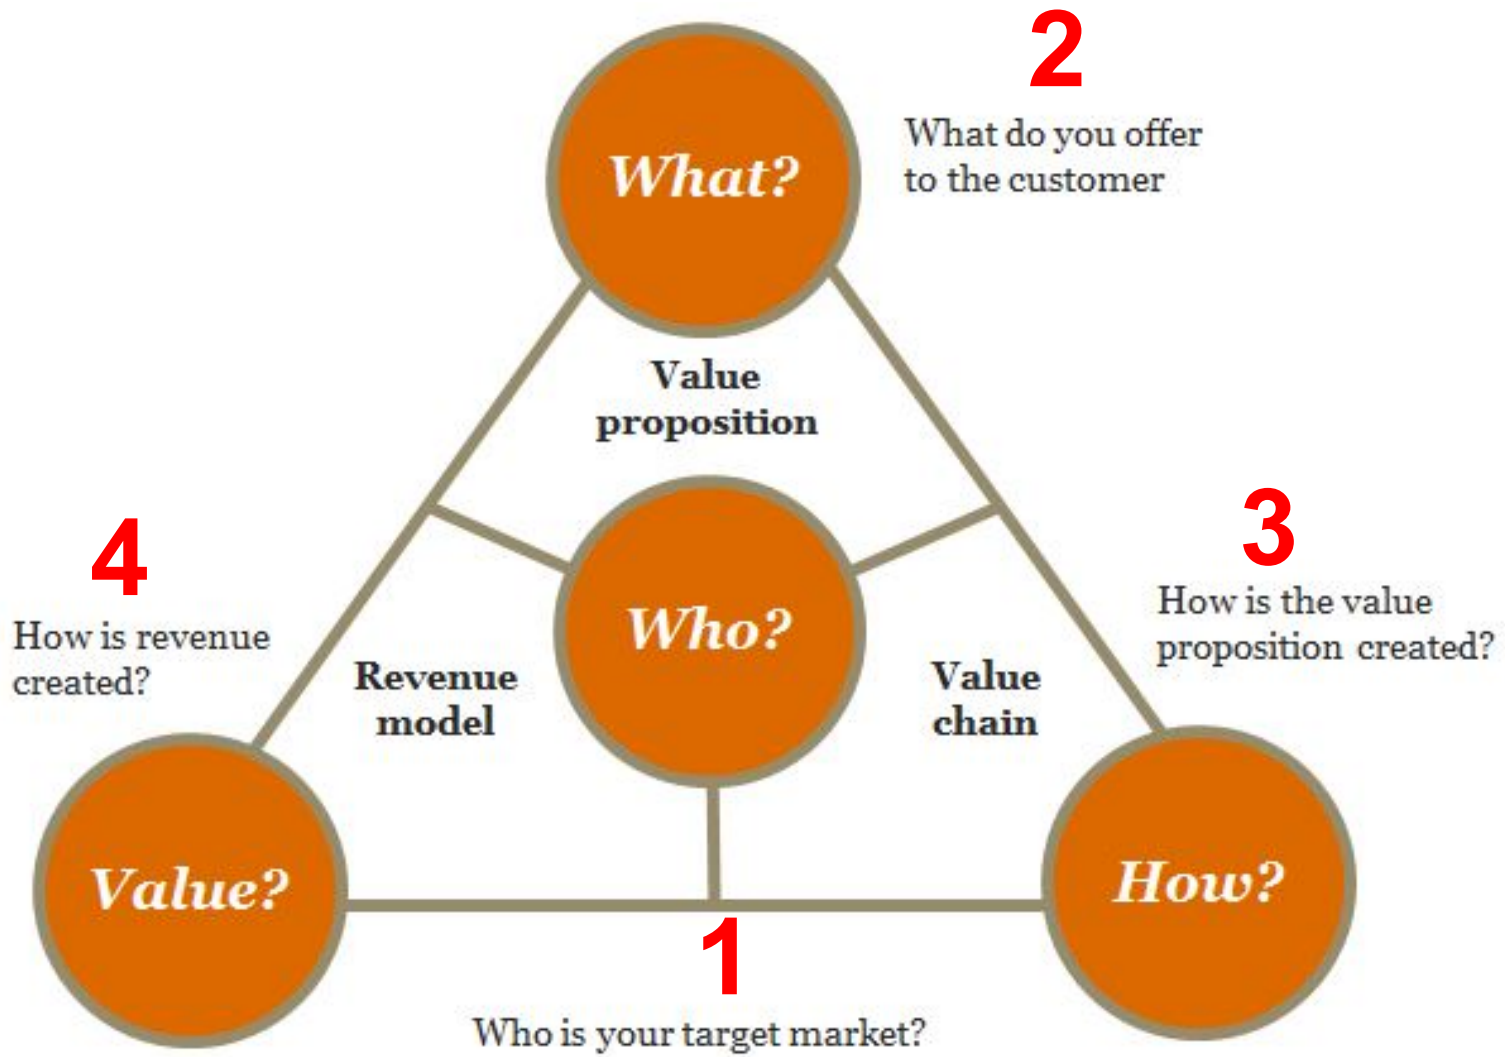 2
What do you offer
to the customer
What?
Value
proposition
4
How is revenue
created?
Who?
3
How is the value
proposition created?
Revenue
model
Value
chain
Value?
How?
1
Who is your target market?